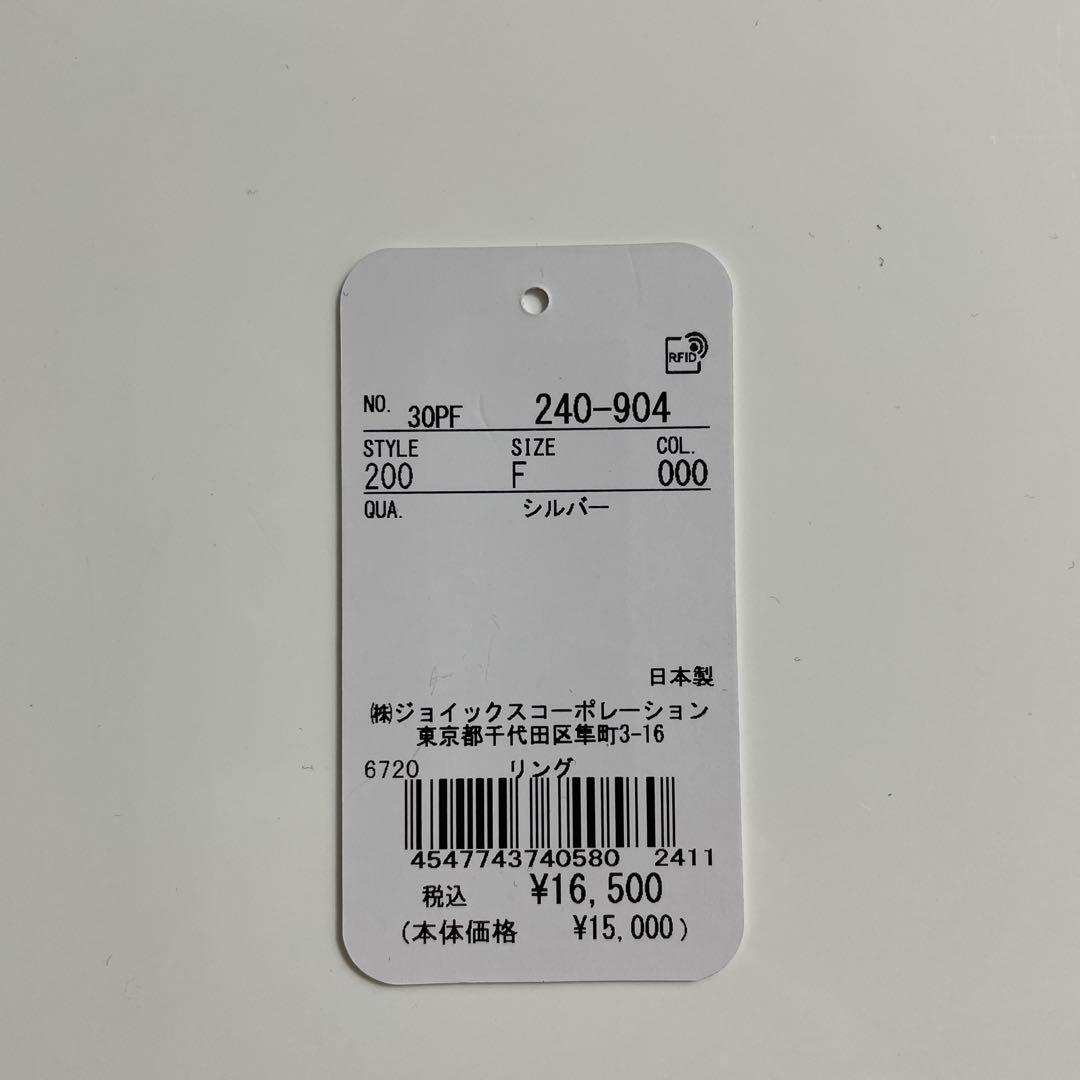 RFID
NO. 30PF 240-904
STYLE SIZE COL.
200 F 000
QUA. シルバー
日本製
㈱ジョイックスコーポレーション
東京都千代田区隼町3-16
6720 リング
4547743740580 2411
税込 ¥16,500
(本体価格 ¥15,000)